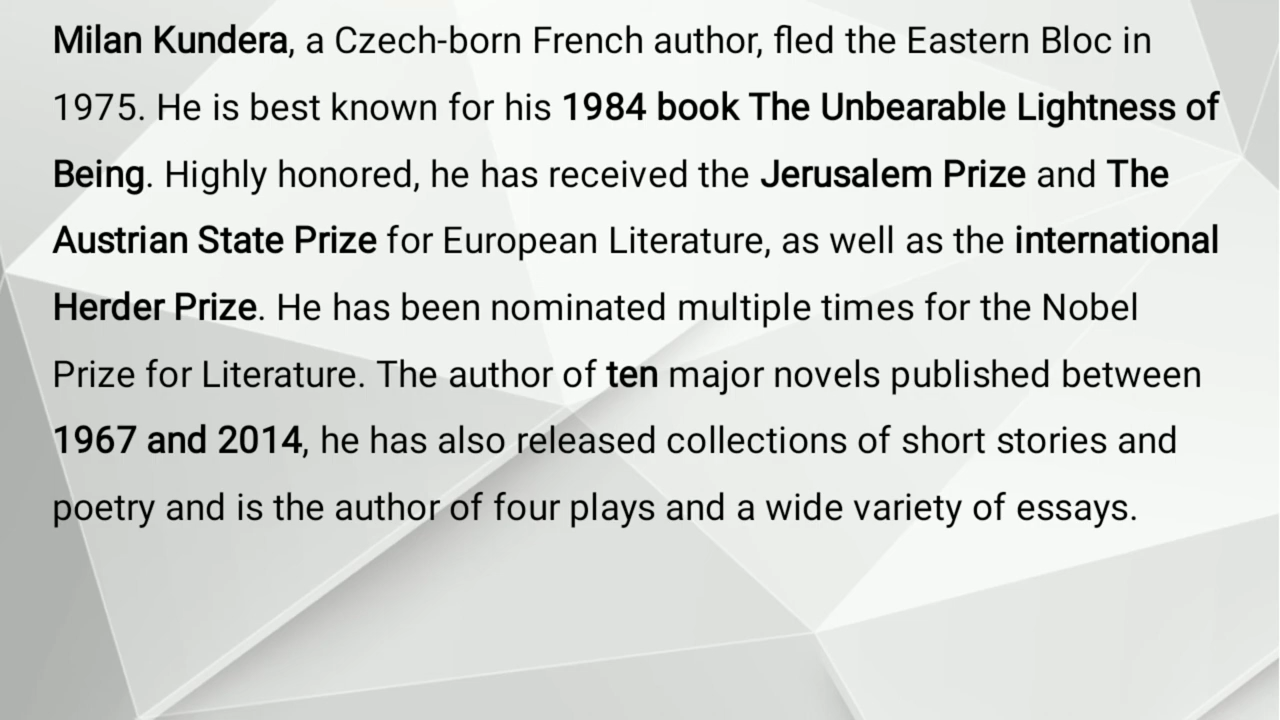 Milan Kundera, a Czech-born French author, fled the Eastern Bloc in
1975. He is best known for his 1984 book The Unbearable Lightness of
Being. Highly honored, he has received the Jerusalem Prize and The
Austrian State Prize for European Literature, as well as the international
Herder Prize. He has been nominated multiple times for the Nobel
Prize for Literature. The author of ten major novels published between
1967 and 2014, he has also released collections of short stories and
poetry and is the author of four plays and a wide variety of essays.